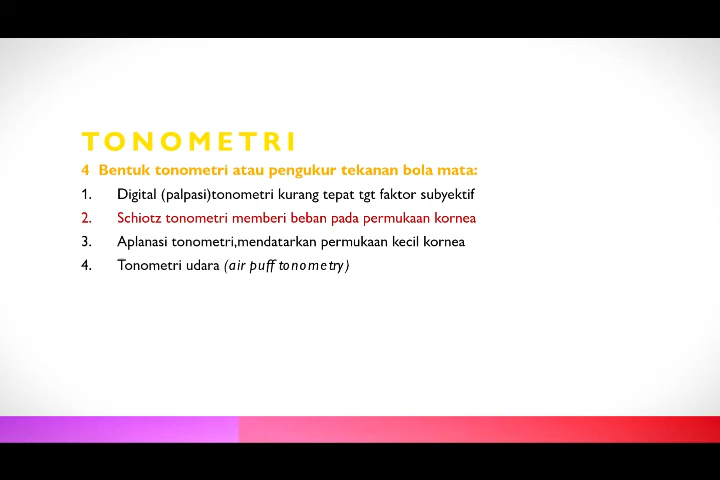 TONOMETRI
4 Bentuk tonometri atau pengukur tekanan bola mata:
1. Digital (palpasi)tonometri kurang tepat tgt faktor subyektif
2. Schiotz tonometri memberi beban pada permukaan kornea
3. Aplanasi tonometri,mendatarkan permukaan kecil kornea
4. Tonometri udara (air puff tonometry)